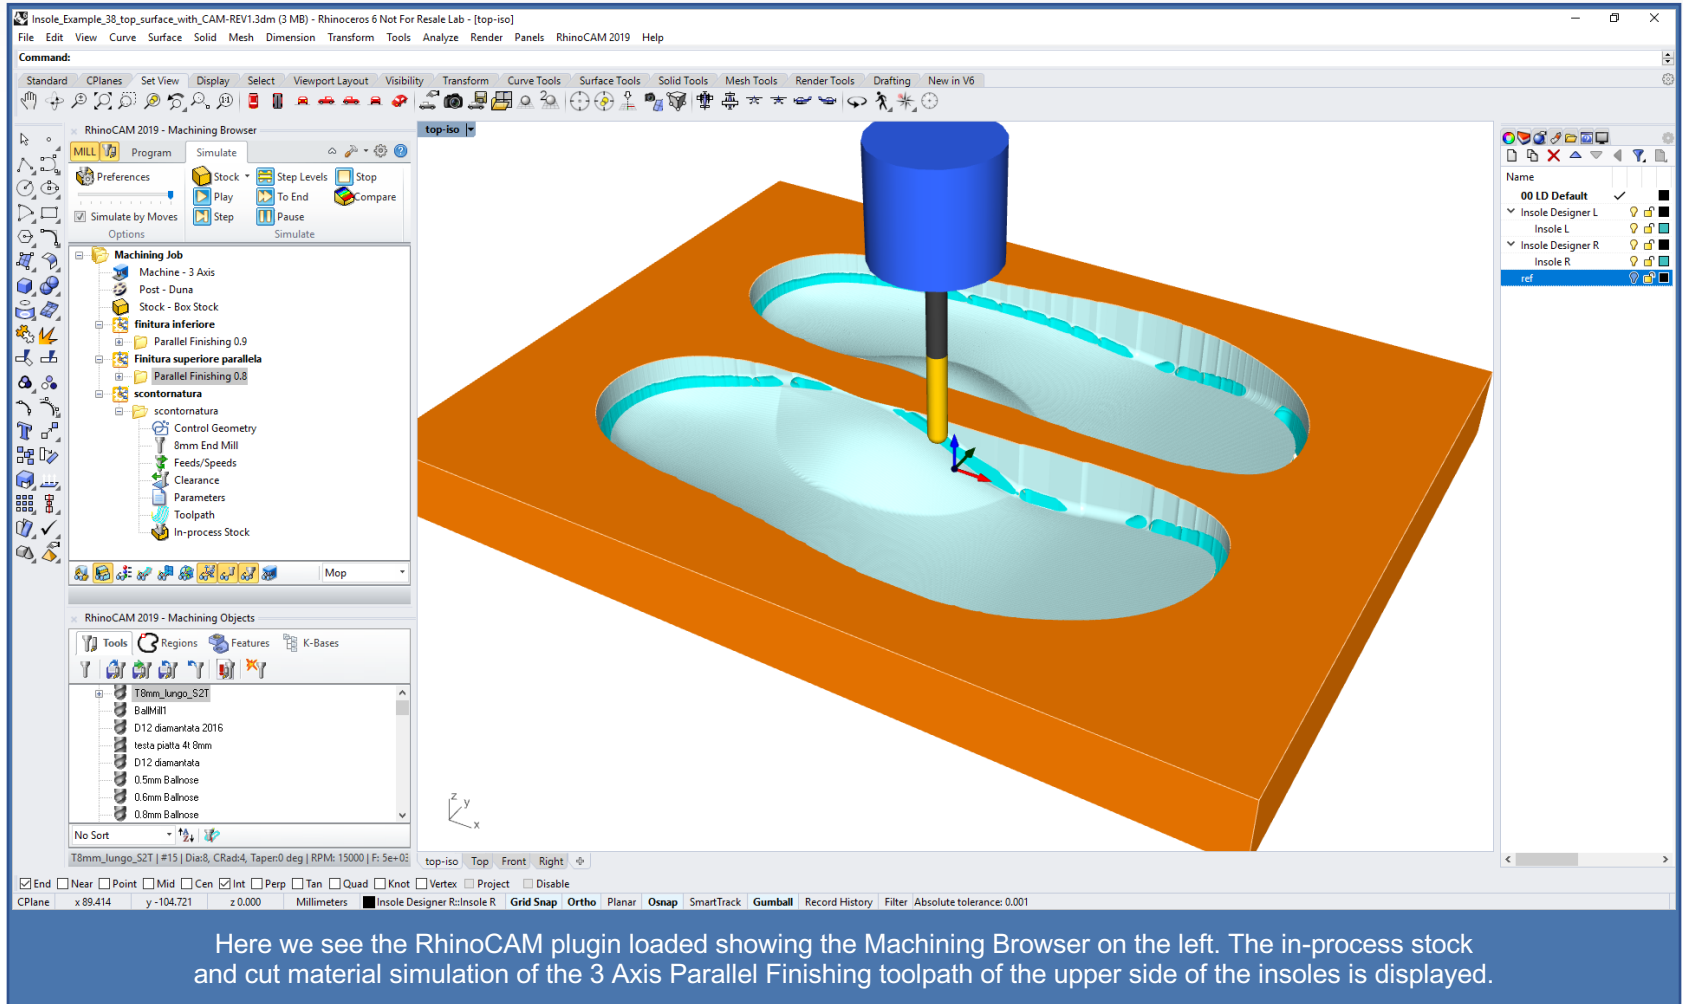 Insole_Example_38_top_surface_with_CAM-REV1.3dm (3 MB) - Rhinoceros 6 Not For Resale Lab - [top-iso]
File Edit View Curve Surface Solid Mesh Dimension Transform Tools Analyze Render Panels RhinoCAM 2019 Help
Command:
Standard CPlanes Set View Display Select Viewport Layout Visibility Transform Curve Tools Surface Tools Solid Tools Mesh Tools Render Tools Drafting New in V6
RhinoCAM 2019 - Machining Browser
MILL Program Simulate
Preferences Stock Step Levels Stop
Play To End Compare
Simulate by Moves Step Pause
Options Simulate
Machining Job
Machine - 3 Axis
Post - Duna
Stock - Box Stock
finitura inferiore
Parallel Finishing 0.9
Finitura superiore parallela
Parallel Finishing 0.8
scontornatura
scontornatura
Control Geometry
8mm End Mill
Feeds/Speeds
Clearance
Parameters
Toolpath
In-process Stock
Mop
RhinoCAM 2019 - Machining Objects
Tools Regions Features K-Bases
T8mm_lungo_S2T
BallMill1
D12 diamantata 2016
testa piatta 4t 8mm
D12 diamantata
0.5mm Ballnose
0.6mm Ballnose
0.8mm Ballnose
No Sort
T8mm_lungo_S2T | #15 | Dia:8, CRad:4, Taper:0 deg | RPM: 15000 | F: 5e+03
top-iso
z
y
x
top-iso Top Front Right
Name
00 LD Default
Insole Designer L
Insole L
Insole Designer R
Insole R
ref
End Near Point Mid Cen Int Perp Tan Quad Knot Vertex Project Disable
CPlane x 89.414 y -104.721 z 0.000 Millimeters Insole Designer R::Insole R Grid Snap Ortho Planar Osnap SmartTrack Gumball Record History Filter Absolute tolerance: 0.001
Here we see the RhinoCAM plugin loaded showing the Machining Browser on the left. The in-process stock
and cut material simulation of the 3 Axis Parallel Finishing toolpath of the upper side of the insoles is displayed.